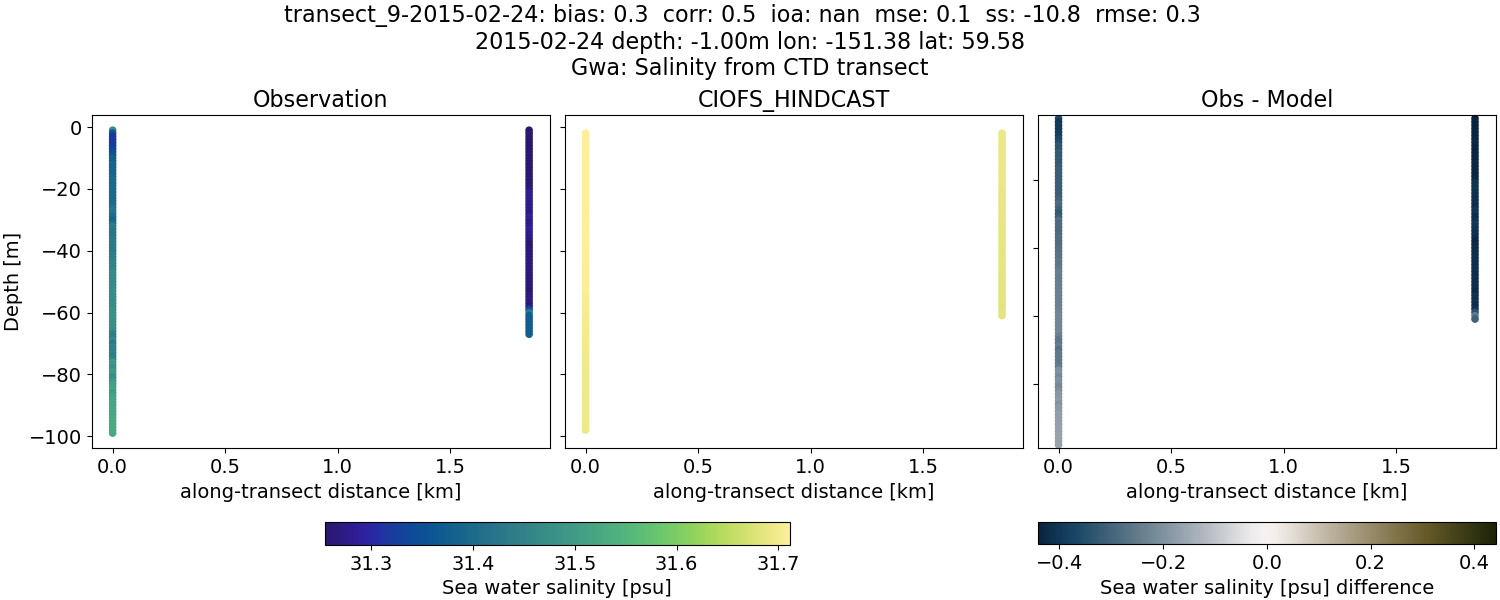 transect_9-2015-02-24: bias: 0.3  corr: 0.5  ioa: nan  mse: 0.1  ss: -10.8  rmse: 0.3
2015-02-24 depth: -1.00m lon: -151.38 lat: 59.58
Gwa: Salinity from CTD transect
Observation
CIOFS_HINDCAST
Obs - Model
Depth [m]
0
−20
−40
−60
−80
−100
0.0 0.5 1.0 1.5
0.0 0.5 1.0 1.5
0.0 0.5 1.0 1.5
along-transect distance [km]
along-transect distance [km]
along-transect distance [km]
31.3 31.4 31.5 31.6 31.7
Sea water salinity [psu]
−0.4 −0.2 0.0 0.2 0.4
Sea water salinity [psu] difference